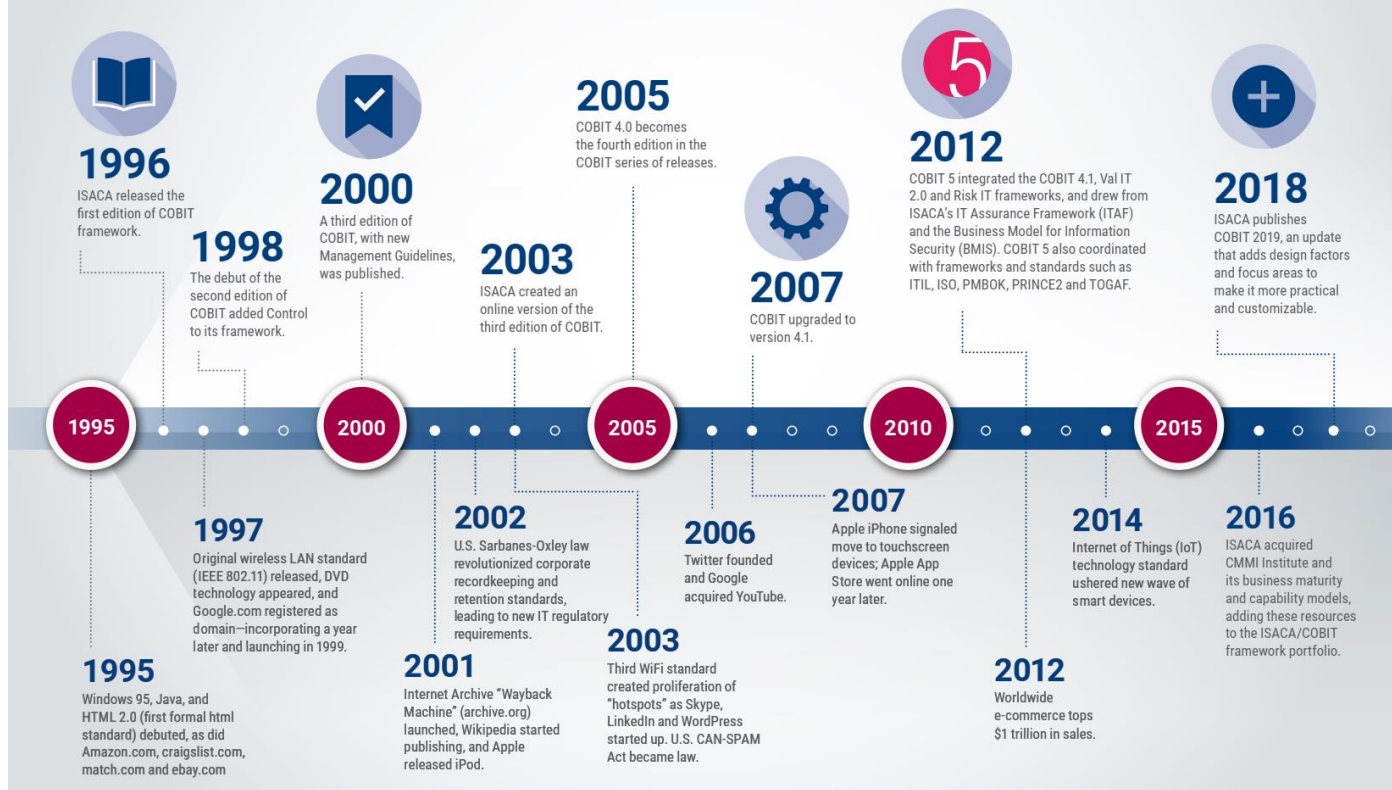 1996
ISACA released the
first edition of COBIT
framework.
1998
The debut of the
second edition of
COBIT added Control
to its framework.
2000
A third edition of
COBIT, with new
Management Guidelines,
was published.
2003
ISACA created an
online version of the
third edition of COBIT.
2005
COBIT 4.0 becomes
the fourth edition in the
COBIT series of releases.
2007
COBIT upgraded to
version 4.1.
5
2012
COBIT 5 integrated the COBIT 4.1, Val IT
2.0 and Risk IT frameworks, and drew from
ISACA's IT Assurance Framework (ITAF)
and the Business Model for Information
Security (BMIS). COBIT 5 also coordinated
with frameworks and standards such as
ITIL, ISO, PMBOK, PRINCE2 and TOGAF.
2018
ISACA publishes
COBIT 2019, an update
that adds design factors
and focus areas to
make it more practical
and customizable.
1995
2000
2005
2010
2015
1995
Windows 95, Java, and
HTML 2.0 (first formal html
standard) debuted, as did
Amazon.com, craigslist.com,
match.com and ebay.com
1997
Original wireless LAN standard
(IEEE 802.11) released, DVD
technology appeared, and
Google.com registered as
domain—incorporating a year
later and launching in 1999.
2001
Internet Archive "Wayback
Machine" (archive.org)
launched, Wikipedia started
publishing, and Apple
released iPod.
2002
U.S. Sarbanes-Oxley law
revolutionized corporate
recordkeeping and
retention standards,
leading to new IT regulatory
requirements.
2003
Third WiFi standard
created proliferation of
"hotspots" as Skype,
LinkedIn and WordPress
started up. U.S. CAN-SPAM
Act became law.
2006
Twitter founded
and Google
acquired YouTube.
2007
Apple iPhone signaled
move to touchscreen
devices; Apple App
Store went online one
year later.
2012
Worldwide
e-commerce tops
$1 trillion in sales.
2014
Internet of Things (IoT)
technology standard
ushered new wave of
smart devices.
2016
ISACA acquired
CMMI Institute and
its business maturity
and capability models,
adding these resources
to the ISACA/COBIT
framework portfolio.